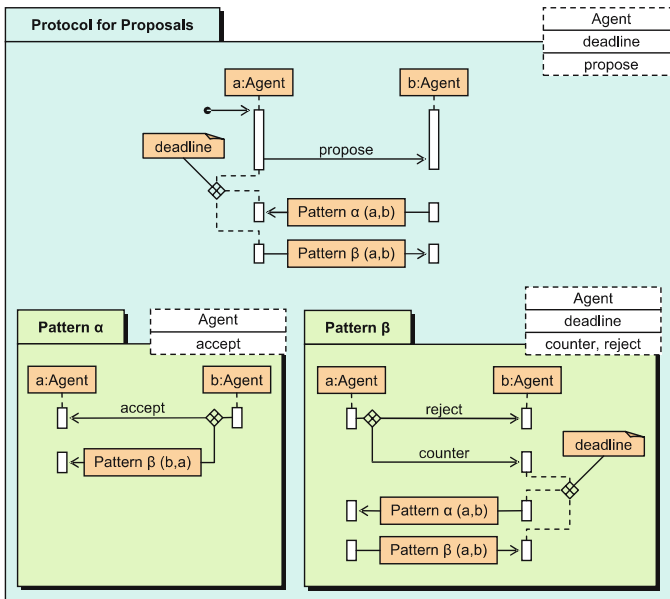 Protocol for Proposals
Agent
deadline
propose
a:Agent
b:Agent
deadline
propose
Pattern α (a,b)
Pattern β (a,b)
Pattern α
Agent
accept
a:Agent
b:Agent
accept
Pattern β (b,a)
Pattern β
Agent
deadline
counter, reject
a:Agent
b:Agent
reject
counter
deadline
Pattern α (a,b)
Pattern β (a,b)